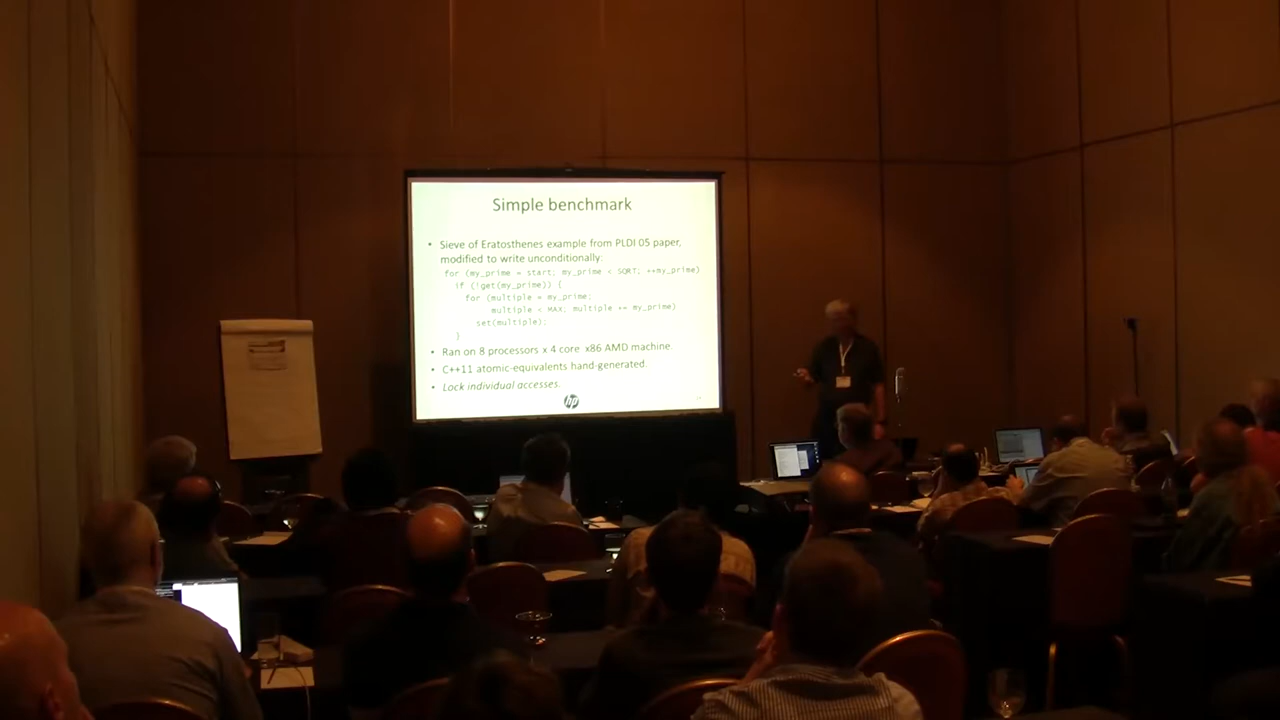 Simple benchmark
• Sieve of Eratosthenes example from PLDI 05 paper,
modified to write unconditionally:
for (my_prime = start; my_prime < SQRT; ++my_prime)
if (!get(my_prime)) {
for (multiple = my_prime;
multiple < MAX; multiple += my_prime)
set(multiple);
}
• Ran on 8 processors x 4 core x86 AMD machine.
• C++11 atomic-equivalents hand-generated.
• Lock individual accesses.
hp